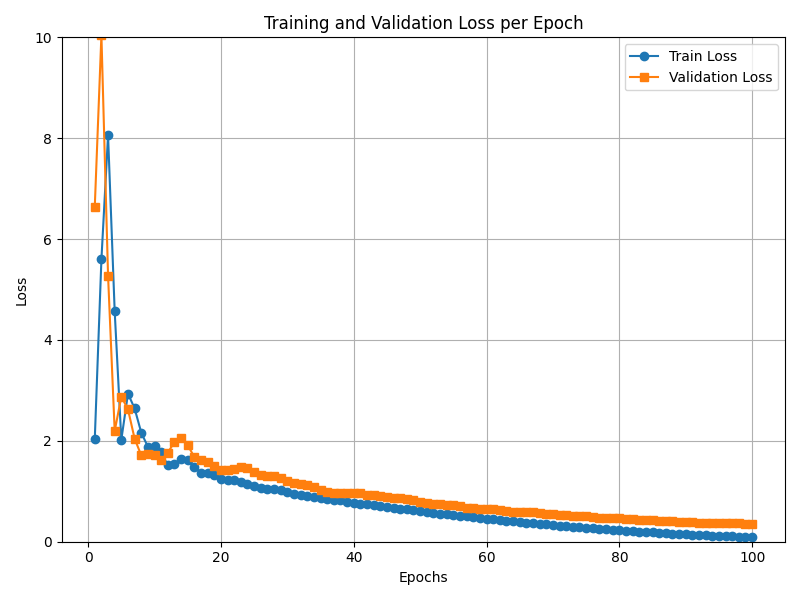 Training and Validation Loss per Epoch
Train Loss
Validation Loss
10
8
6
4
2
0
Loss
0 20 40 60 80 100
Epochs